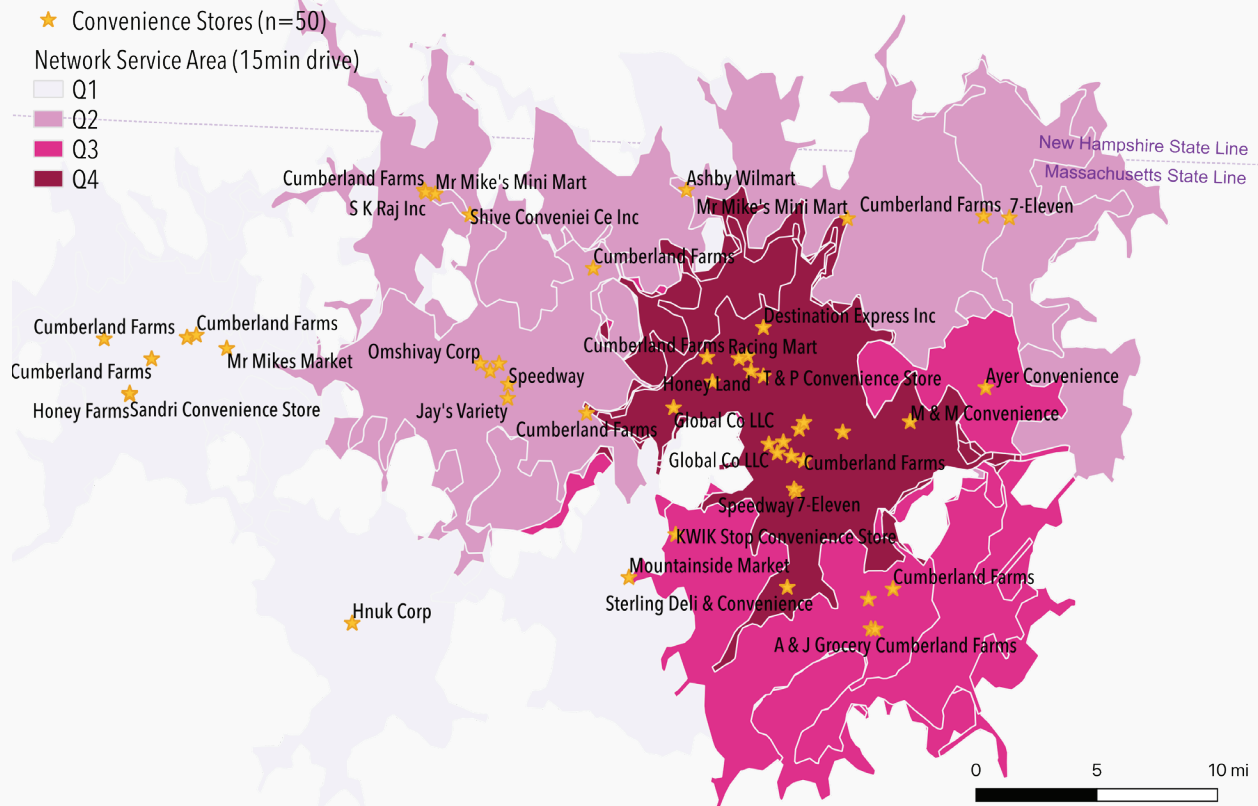 Convenience Stores (n=50)
Network Service Area (15min drive)
Q1
Q2
Q3
Q4
New Hampshire State Line
Massachusetts State Line
Cumberland Farms
Mr Mike's Mini Mart
Ashby Wilmart
S K Raj Inc
Shive Conveniei Ce Inc
Mr Mike's Mini Mart
Cumberland Farms
7-Eleven
Cumberland Farms
Destination Express Inc
Cumberland Farms
Cumberland Farms
Omshivay Corp
Cumberland Farms
Racing Mart
Mr Mikes Market
Cumberland Farms
Speedway
Honey Land
T & P Convenience Store
Ayer Convenience
Honey Farms
Sandri Convenience Store
Jay's Variety
Cumberland Farms
Global Co LLC
M & M Convenience
Global Co LLC
Cumberland Farms
Speedway
7-Eleven
KWIK Stop Convenience Store
Mountainside Market
Cumberland Farms
Sterling Deli & Convenience
Hnuk Corp
A & J Grocery
Cumberland Farms
0 5 10 mi